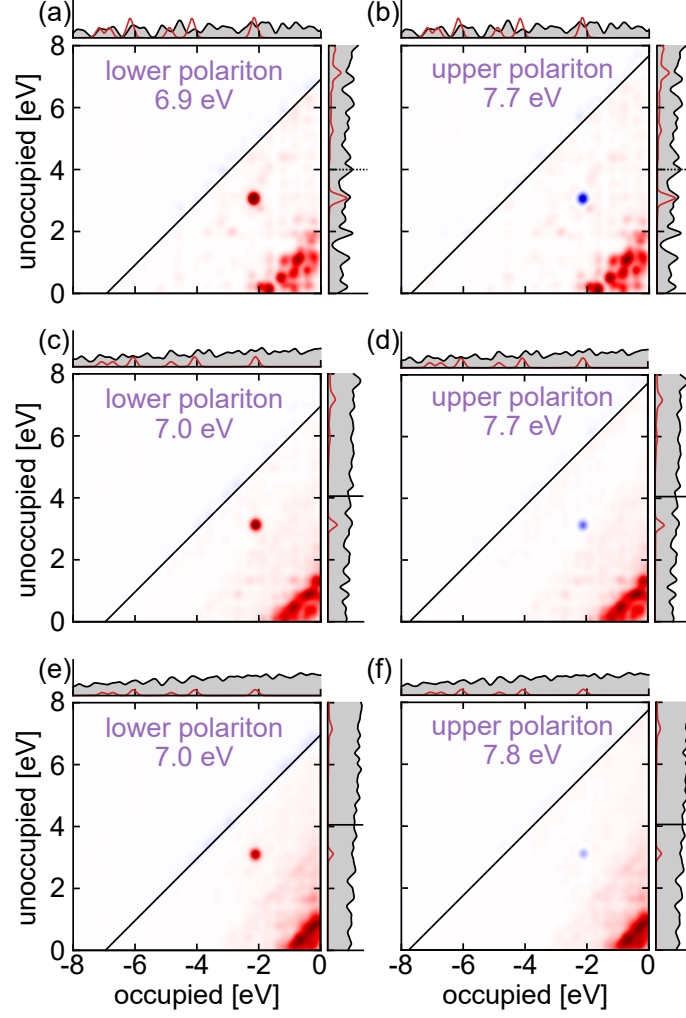 (a)
(b)
8
lower polariton
6.9 eV
upper polariton
7.7 eV
6
4
2
0
unoccupied [eV]
(c)
(d)
8
lower polariton
7.0 eV
upper polariton
7.7 eV
6
4
2
0
unoccupied [eV]
(e)
(f)
8
lower polariton
7.0 eV
upper polariton
7.8 eV
6
4
2
0
unoccupied [eV]
-8 -6 -4 -2 0
-8 -6 -4 -2 0
occupied [eV]
occupied [eV]